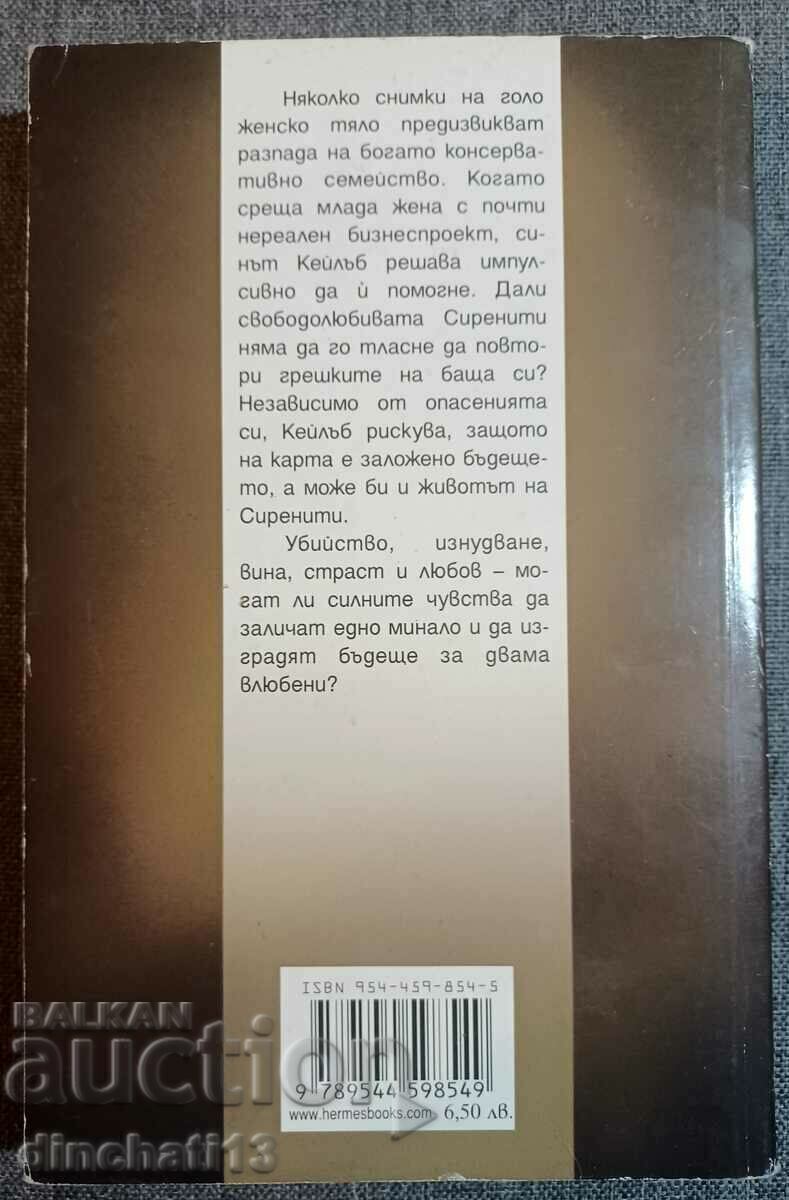 Няколко снимки на голо
женско тяло предизвикват
разпада на богато консерва-
тивно семейство. Когато
среща млада жена с почти
нереален бизнеспроект, си-
нът Кейлъб решава импул-
сивно да ѝ помогне. Дали
свободолюбивата Сиренити
няма да го тласне да повто-
ри грешките на баща си?
Независимо от опасенията
си, Кейлъб рискува, защото
на карта е заложено бъдеще-
то, а може би и животът на
Сиренити.
Убийство, изнудване,
вина, страст и любов – мо-
гат ли силните чувства да
заличат едно минало и да из-
градят бъдеще за двама
влюбени?
ISBN 954-459-854-5
9 789544 598549
www.hermesbooks.com 6,50 лв.
BALKAN
auction
dinchati13